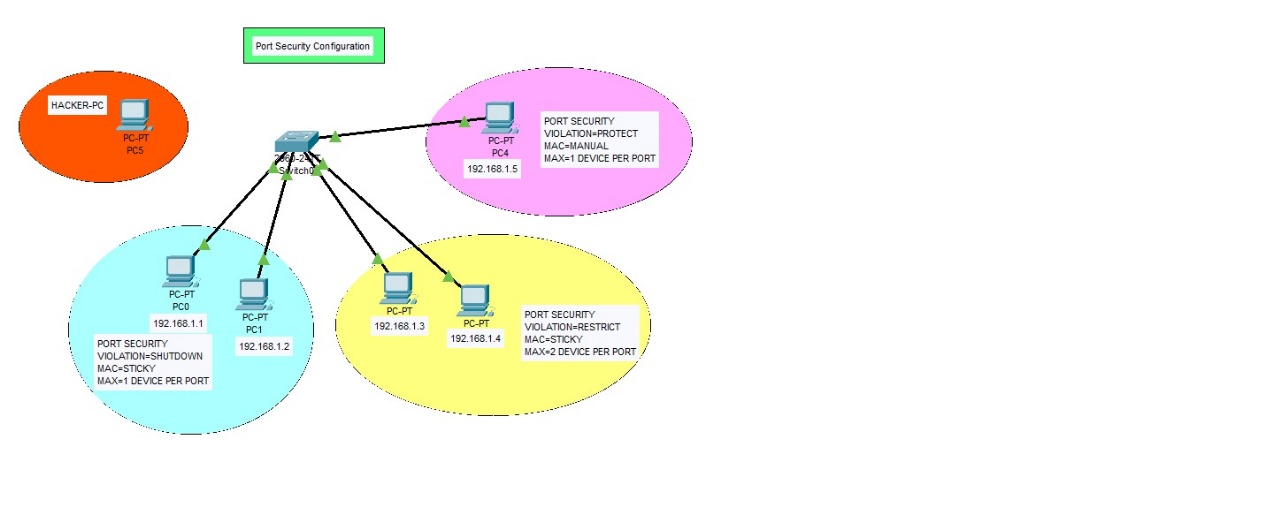 Port Security Configuration
HACKER-PC
PC-PT
PC5
PC-PT
PC4
192.168.1.5
PORT SECURITY
VIOLATION=PROTECT
MAC=MANUAL
MAX=1 DEVICE PER PORT
Switch0
PC-PT
PC0
192.168.1.1
PC-PT
PC1
192.168.1.2
PORT SECURITY
VIOLATION=SHUTDOWN
MAC=STICKY
MAX=1 DEVICE PER PORT
PC-PT
192.168.1.3
PC-PT
192.168.1.4
PORT SECURITY
VIOLATION=RESTRICT
MAC=STICKY
MAX=2 DEVICE PER PORT